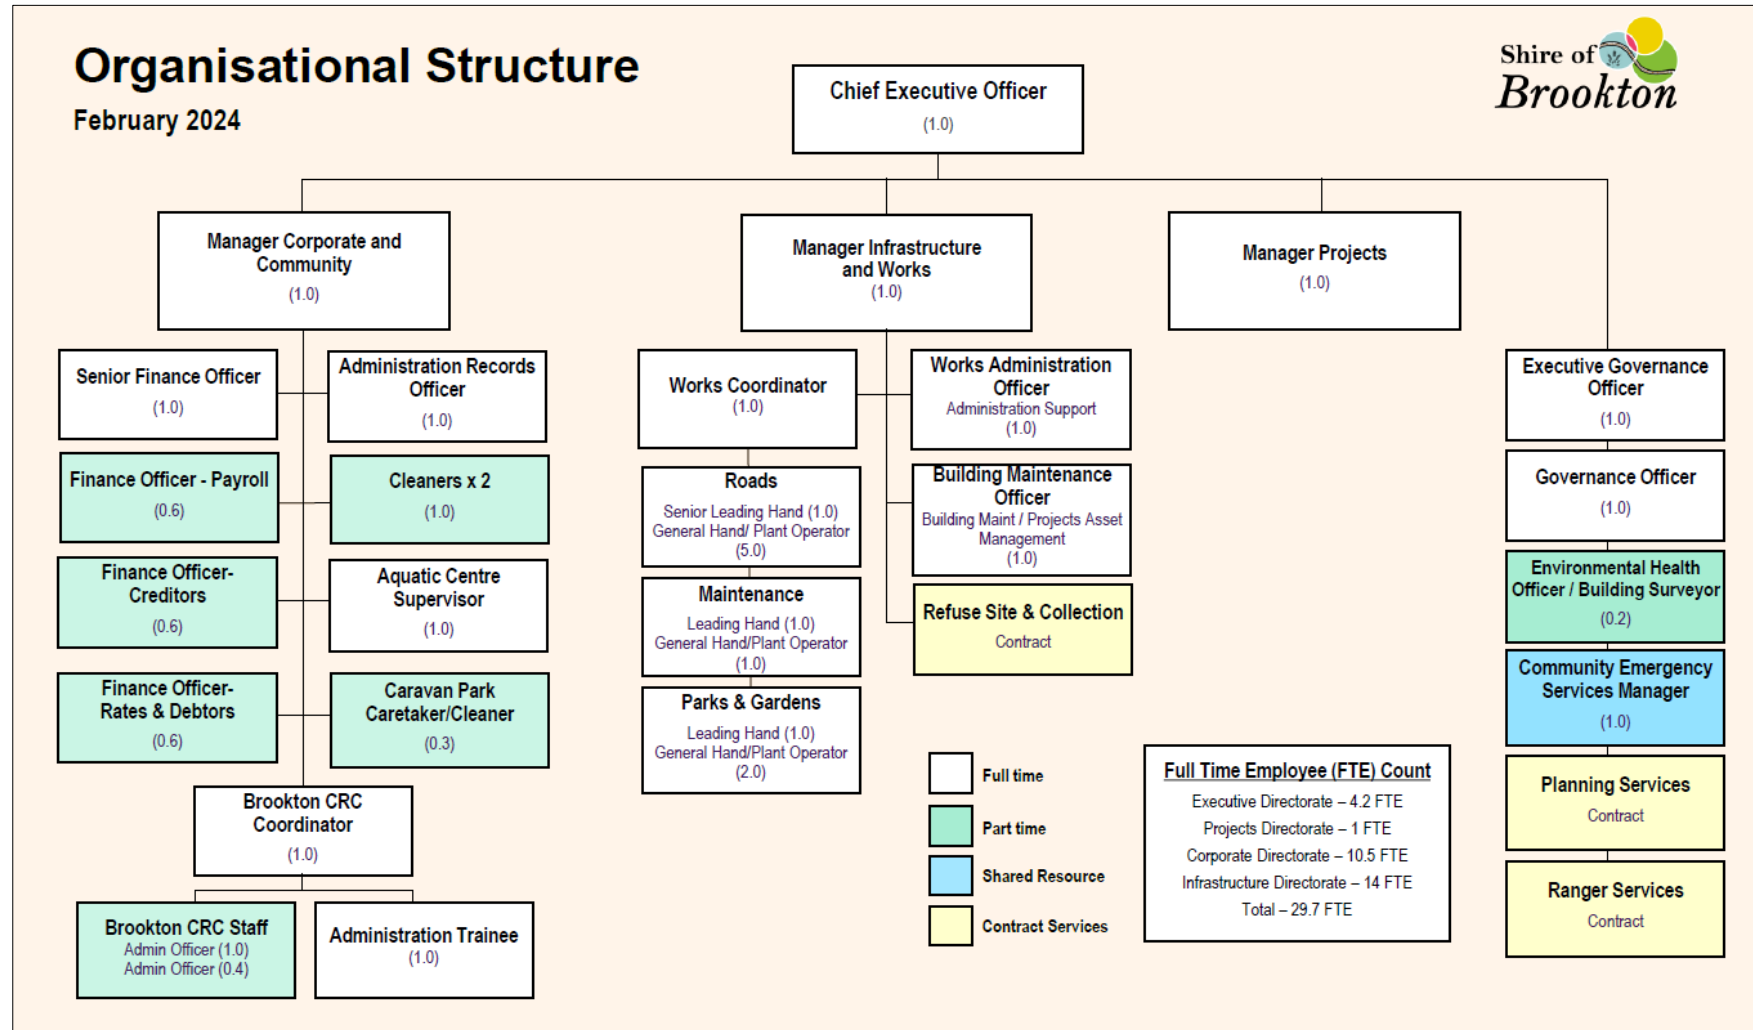 Organisational Structure
February 2024
Shire of
Brookton
Chief Executive Officer
(1.0)
Manager Corporate and
Community
(1.0)
Manager Infrastructure
and Works
(1.0)
Manager Projects
(1.0)
Senior Finance Officer
(1.0)
Administration Records
Officer
(1.0)
Finance Officer - Payroll
(0.6)
Cleaners x 2
(1.0)
Finance Officer-
Creditors
(0.6)
Aquatic Centre
Supervisor
(1.0)
Finance Officer-
Rates & Debtors
(0.6)
Caravan Park
Caretaker/Cleaner
(0.3)
Brookton CRC
Coordinator
(1.0)
Brookton CRC Staff
Admin Officer (1.0)
Admin Officer (0.4)
Administration Trainee
(1.0)
Works Coordinator
(1.0)
Roads
Senior Leading Hand (1.0)
General Hand/ Plant Operator
(5.0)
Maintenance
Leading Hand (1.0)
General Hand/Plant Operator
(1.0)
Parks & Gardens
Leading Hand (1.0)
General Hand/Plant Operator
(2.0)
Works Administration
Officer
Administration Support
(1.0)
Building Maintenance
Officer
Building Maint / Projects Asset
Management
(1.0)
Refuse Site & Collection
Contract
Executive Governance
Officer
(1.0)
Governance Officer
(1.0)
Environmental Health
Officer / Building Surveyor
(0.2)
Community Emergency
Services Manager
(1.0)
Planning Services
Contract
Ranger Services
Contract
Full time
Part time
Shared Resource
Contract Services
Full Time Employee (FTE) Count
Executive Directorate – 4.2 FTE
Projects Directorate – 1 FTE
Corporate Directorate – 10.5 FTE
Infrastructure Directorate – 14 FTE
Total – 29.7 FTE